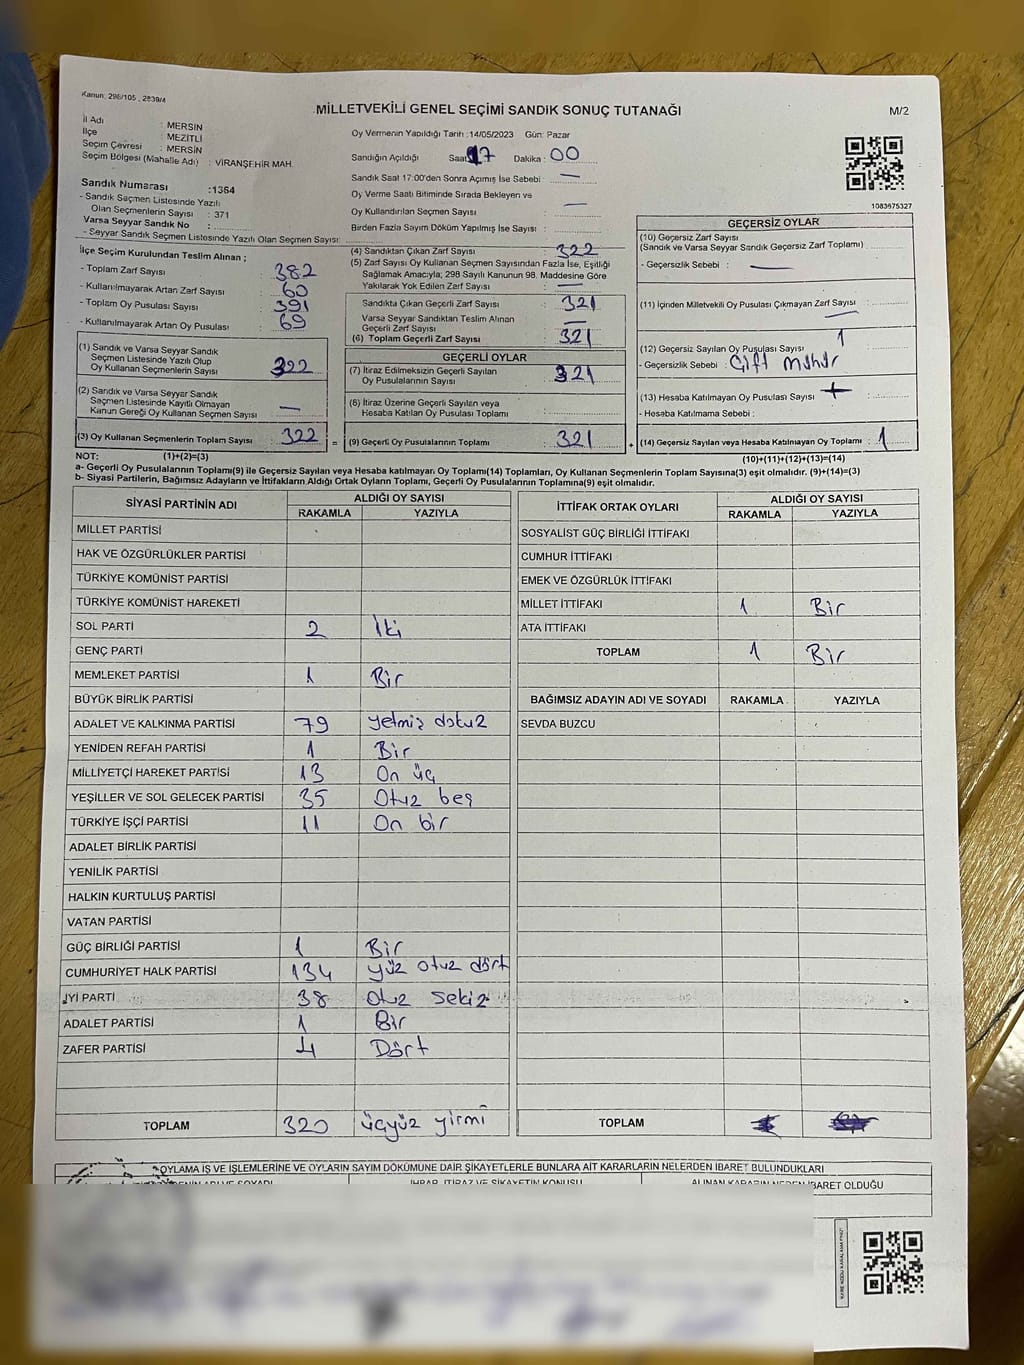 Kanun: 298/105, 2839/4
MİLLETVEKİLİ GENEL SEÇİMİ SANDIK SONUÇ TUTANAĞI
M/2
İl Adı : MERSİN
İlçe : MEZİTLİ
Seçim Çevresi : MERSİN
Seçim Bölgesi (Mahalle Adı) : VİRANŞEHİR MAH.
Oy Vermenin Yapıldığı Tarih :14/05/2023 Gün: Pazar
Sandığın Açıldığı Saat 17 Dakika : 00
Sandık Saat 17:00'den Sonra Açımış İse Sebebi : —
Oy Verme Saati Bitiminde Sırada Bekleyen ve
Oy Kullandırılan Seçmen Sayısı : —
Birden Fazla Sayım Döküm Yapılmış İse Sayısı :
1083675327
Sandık Numarası :1364
- Sandık Seçmen Listesinde Yazılı
Olan Seçmenlerin Sayısı : 371
Varsa Seyyar Sandık No :
- Seyyar Sandık Seçmen Listesinde Yazılı Olan Seçmen Sayısı:
İlçe Seçim Kurulundan Teslim Alınan ;
- Toplam Zarf Sayısı : 382
- Kullanılmayarak Artan Zarf Sayısı : 60
- Toplam Oy Pusulası Sayısı : 391
- Kullanılmayarak Artan Oy Pusulası : 69
(1) Sandık ve Varsa Seyyar Sandık
Seçmen Listesinde Yazılı Olup
Oy Kullanan Seçmenlerin Sayısı : 322
(2) Sandık ve Varsa Seyyar Sandık
Seçmen Listesinde Kayıtlı Olmayan
Kanun Gereği Oy Kullanan Seçmen Sayısı : —
(3) Oy Kullanan Seçmenlerin Toplam Sayısı : 322
(4) Sandıktan Çıkan Zarf Sayısı : 322
(5) Zarf Sayısı Oy Kullanan Seçmen Sayısından Fazla İse, Eşitliği
Sağlamak Amacıyla; 298 Sayılı Kanunun 98. Maddesine Göre
Yakılarak Yok Edilen Zarf Sayısı : —
Sandıkta Çıkan Geçerli Zarf Sayısı : 321
Varsa Seyyar Sandıktan Teslim Alınan
Geçerli Zarf Sayısı : —
(6) Toplam Geçerli Zarf Sayısı : 321
GEÇERLİ OYLAR
(7) İtiraz Edilmeksizin Geçerli Sayılan
Oy Pusulalarının Sayısı : 321
(8) İtiraz Üzerine Geçerli Sayılan veya
Hesaba Katılan Oy Pusulası Toplamı :
= (9) Geçerli Oy Pusulalarının Toplamı : 321
GEÇERSİZ OYLAR
(10) Geçersiz Zarf Sayısı
(Sandık ve Varsa Seyyar Sandık Geçersiz Zarf Toplamı)
- Geçersizlik Sebebi : —
(11) İçinden Milletvekili Oy Pusulası Çıkmayan Zarf Sayısı : —
(12) Geçersiz Sayılan Oy Pusulası Sayısı : 1
- Geçersizlik Sebebi : Çift Mühür
(13) Hesaba Katılmayan Oy Pusulası Sayısı :
- Hesaba Katılmama Sebebi :
+ (14) Geçersiz Sayılan veya Hesaba Katılmayan Oy Toplamı : 1
NOT: (1)+(2)=(3)
(10)+(11)+(12)+(13)=(14)
a- Geçerli Oy Pusulalarının Toplamı(9) ile Geçersiz Sayılan veya Hesaba katılmayan Oy Toplamı(14) Toplamları, Oy Kullanan Seçmenlerin Toplam Sayısına(3) eşit olmalıdır. (9)+(14)=(3)
b- Siyasi Partilerin, Bağımsız Adayların ve İttifakların Aldığı Ortak Oyların Toplamı, Geçerli Oy Pusulalarının Toplamına(9) eşit olmalıdır.
SİYASİ PARTİNİN ADI
ALDIĞI OY SAYISI
RAKAMLA YAZIYLA
MİLLET PARTİSİ
HAK VE ÖZGÜRLÜKLER PARTİSİ
TÜRKİYE KOMÜNİST PARTİSİ
TÜRKİYE KOMÜNİST HAREKETİ
SOL PARTİ 2 İki
GENÇ PARTİ
MEMLEKET PARTİSİ 1 Bir
BÜYÜK BİRLİK PARTİSİ
ADALET VE KALKINMA PARTİSİ 79 yetmiş dokuz
YENİDEN REFAH PARTİSİ 1 Bir
MİLLİYETÇİ HAREKET PARTİSİ 13 On üç
YEŞİLLER VE SOL GELECEK PARTİSİ 35 Otuz beş
TÜRKİYE İŞÇİ PARTİSİ 11 On bir
ADALET BİRLİK PARTİSİ
YENİLİK PARTİSİ
HALKIN KURTULUŞ PARTİSİ
VATAN PARTİSİ
GÜÇ BİRLİĞİ PARTİSİ 1 Bir
CUMHURİYET HALK PARTİSİ 134 yüz otuz dört
İYİ PARTİ 38 otuz sekiz
ADALET PARTİSİ 1 Bir
ZAFER PARTİSİ 4 Dört
TOPLAM 320 üçyüz yirmi
İTTİFAK ORTAK OYLARI
ALDIĞI OY SAYISI
RAKAMLA YAZIYLA
SOSYALİST GÜÇ BİRLİĞİ İTTİFAKI
CUMHUR İTTİFAKI
EMEK VE ÖZGÜRLÜK İTTİFAKI
MİLLET İTTİFAKI 1 Bir
ATA İTTİFAKI
TOPLAM 1 Bir
BAĞIMSIZ ADAYIN ADI VE SOYADI RAKAMLA YAZIYLA
SEVDA BUZCU
TOPLAM
OYLAMA İŞ VE İŞLEMLERİNE VE OYLARIN SAYIM DÖKÜMÜNE DAİR ŞİKAYETLERLE BUNLARA AİT KARARLARIN NELERDEN İBARET BULUNDUKLARI
İHBAR, İTİRAZ VE ŞİKAYETİN KONUSU
ALINAN KARARIN NEDEN İBARET OLDUĞU